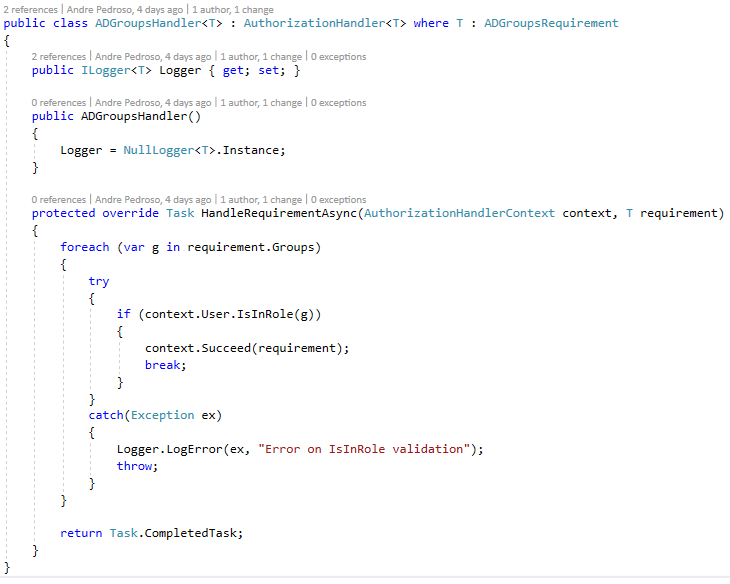 2 references | Andre Pedroso, 4 days ago | 1 author, 1 change
public class ADGroupsHandler<T> : AuthorizationHandler<T> where T : ADGroupsRequirement
{
2 references | Andre Pedroso, 4 days ago | 1 author, 1 change | 0 exceptions
public ILogger<T> Logger { get; set; }
0 references | Andre Pedroso, 4 days ago | 1 author, 1 change | 0 exceptions
public ADGroupsHandler()
{
Logger = NullLogger<T>.Instance;
}
0 references | Andre Pedroso, 4 days ago | 1 author, 1 change | 0 exceptions
protected override Task HandleRequirementAsync(AuthorizationHandlerContext context, T requirement)
{
foreach (var g in requirement.Groups)
{
try
{
if (context.User.IsInRole(g))
{
context.Succeed(requirement);
break;
}
}
catch(Exception ex)
{
Logger.LogError(ex, "Error on IsInRole validation");
throw;
}
}
return Task.CompletedTask;
}
}